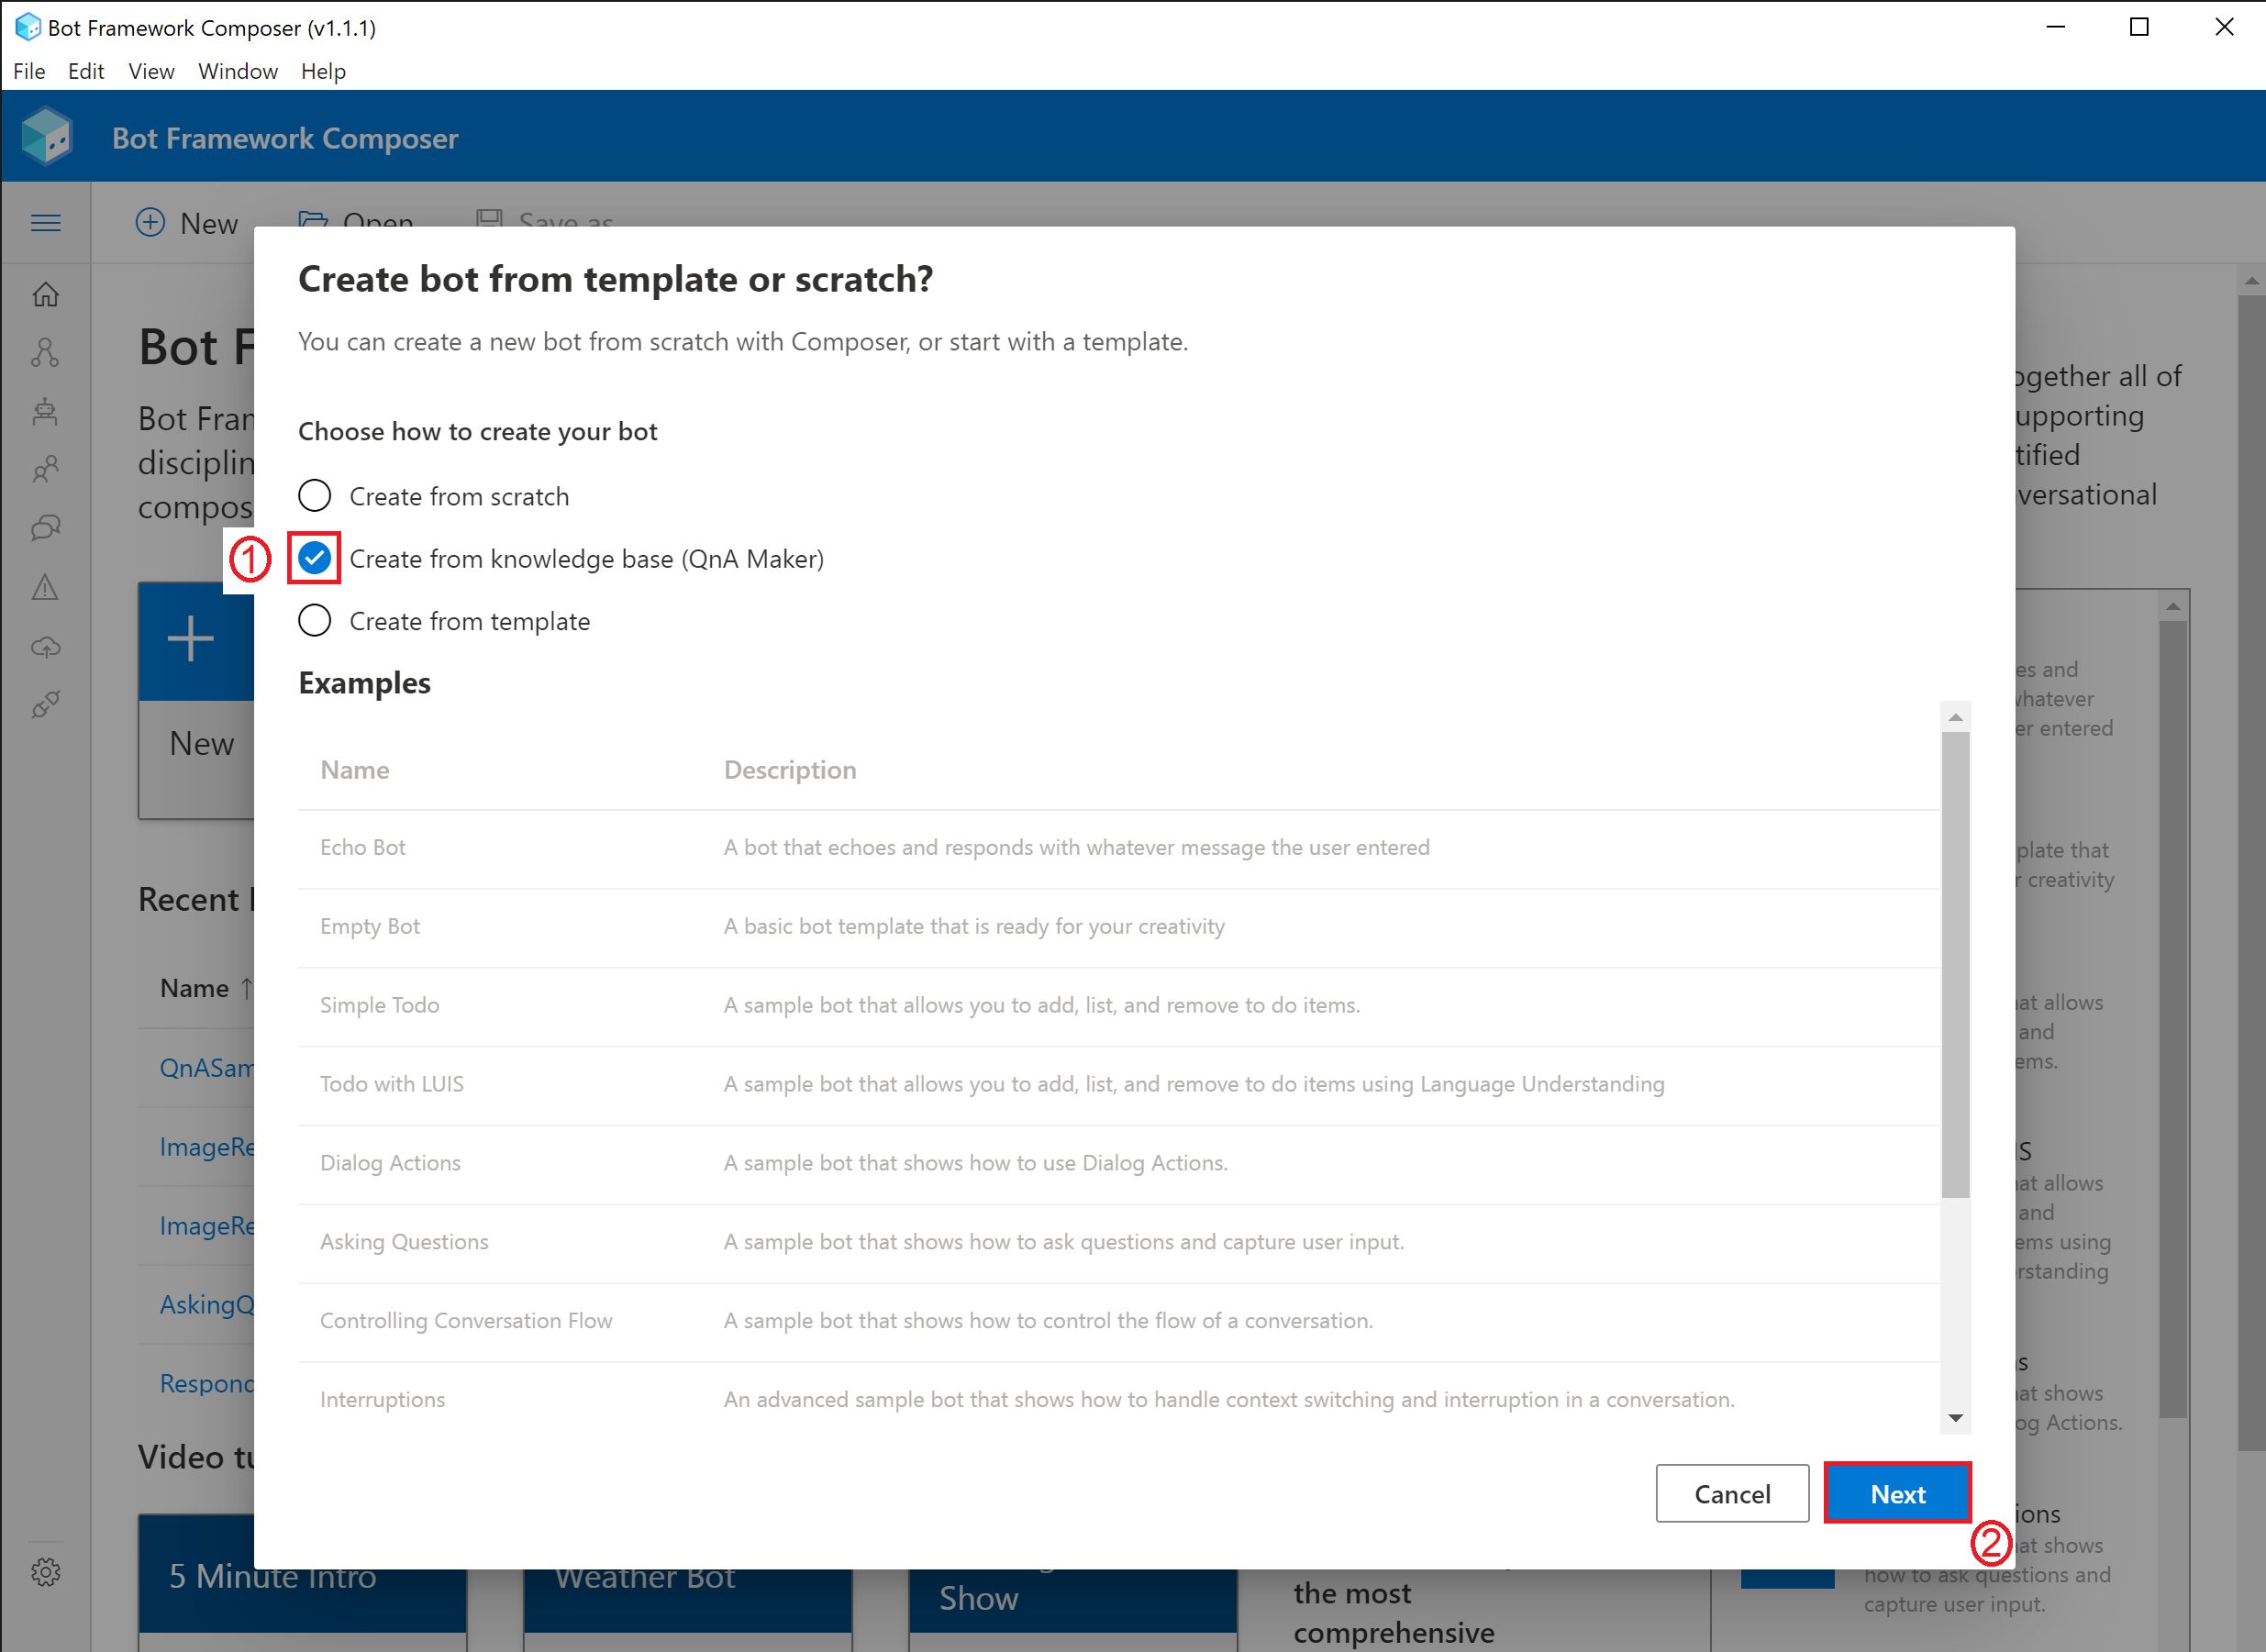 Bot Framework Composer (v1.1.1)
File Edit View Window Help
Bot Framework Composer
New Open Save as
Create bot from template or scratch?
You can create a new bot from scratch with Composer, or start with a template.
Choose how to create your bot
Create from scratch
① Create from knowledge base (QnA Maker)
Create from template
Examples
Name Description
Echo Bot A bot that echoes and responds with whatever message the user entered
Empty Bot A basic bot template that is ready for your creativity
Simple Todo A sample bot that allows you to add, list, and remove to do items.
Todo with LUIS A sample bot that allows you to add, list, and remove to do items using Language Understanding
Dialog Actions A sample bot that shows how to use Dialog Actions.
Asking Questions A sample bot that shows how to ask questions and capture user input.
Controlling Conversation Flow A sample bot that shows how to control the flow of a conversation.
Interruptions An advanced sample bot that shows how to handle context switching and interruption in a conversation.
Cancel Next
②
Bot F
Bot Fran
disciplin
compos
New
Recent
Name ↑
QnASam
ImageRe
ImageRe
AskingQ
Respond
Video tu
5 Minute Intro
Weather Bot
Show
the most
comprehensive
ogether all of
upporting
tified
versational
es and
whatever
er entered
plate that
r creativity
at allows
and
ems.
IS
at allows
and
ems using
rstanding
s
at shows
og Actions.
ions
at shows
how to ask questions and
capture user input.